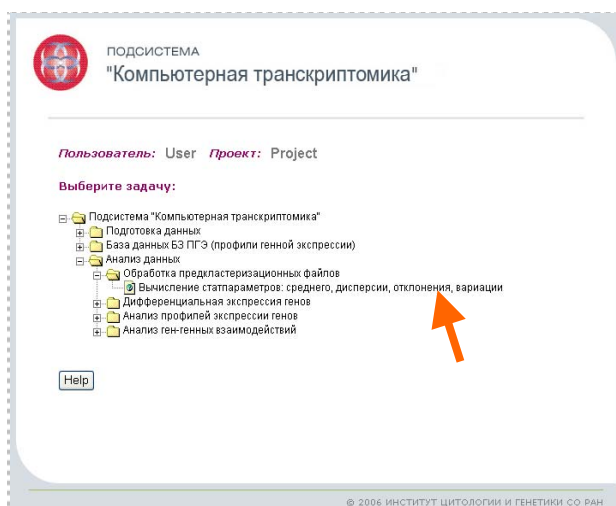 ПОДСИСТЕМА
"Компьютерная транскриптомика"
Пользователь: User Проект: Project
Выберите задачу:
Подсистема "Компьютерная транскриптомика"
Подготовка данных
База данных БЗ ПГЭ (профили генной экспрессии)
Анализ данных
Обработка предкластеризационных файлов
Вычисление статпараметров: среднего, дисперсии, отклонения, вариации
Дифференциальная экспрессия генов
Анализ профилей экспрессии генов
Анализ ген-генных взаимодействий
Help
© 2006 ИНСТИТУТ ЦИТОЛОГИИ И ГЕНЕТИКИ СО РАН